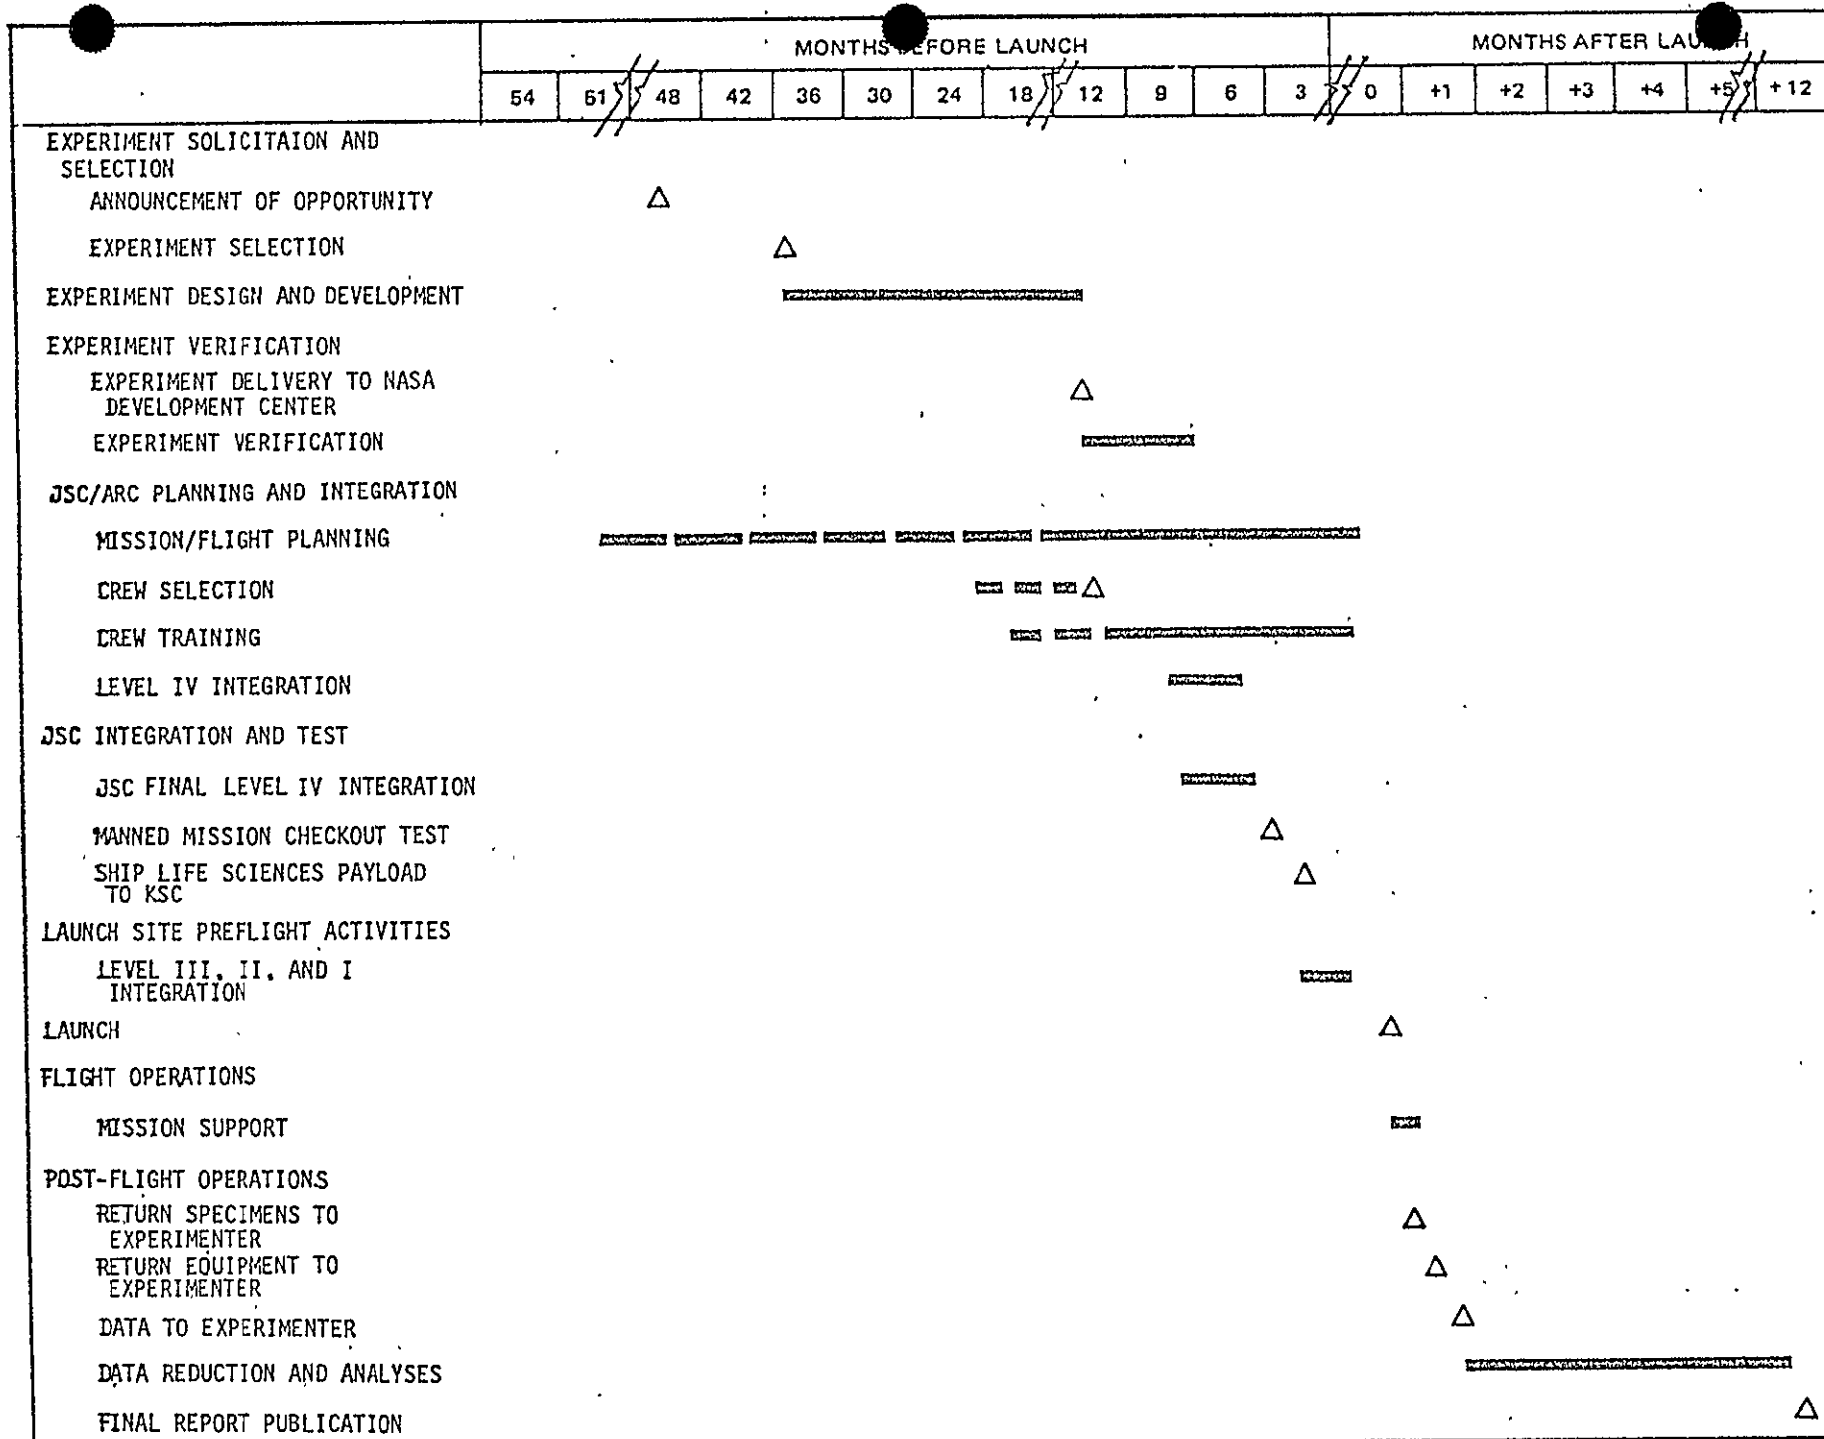 MONTHS BEFORE LAUNCH MONTHS AFTER LAUNCH
54 51 48 42 36 30 24 18 12 9 6 3 0 +1 +2 +3 +4 +5 +12
EXPERIMENT SOLICITAION AND
SELECTION
ANNOUNCEMENT OF OPPORTUNITY
EXPERIMENT SELECTION
EXPERIMENT DESIGN AND DEVELOPMENT
EXPERIMENT VERIFICATION
EXPERIMENT DELIVERY TO NASA
DEVELOPMENT CENTER
EXPERIMENT VERIFICATION
JSC/ARC PLANNING AND INTEGRATION
MISSION/FLIGHT PLANNING
CREW SELECTION
CREW TRAINING
LEVEL IV INTEGRATION
JSC INTEGRATION AND TEST
JSC FINAL LEVEL IV INTEGRATION
MANNED MISSION CHECKOUT TEST
SHIP LIFE SCIENCES PAYLOAD
TO KSC
LAUNCH SITE PREFLIGHT ACTIVITIES
LEVEL III, II, AND I
INTEGRATION
LAUNCH
FLIGHT OPERATIONS
MISSION SUPPORT
POST-FLIGHT OPERATIONS
RETURN SPECIMENS TO
EXPERIMENTER
RETURN EQUIPMENT TO
EXPERIMENTER
DATA TO EXPERIMENTER
DATA REDUCTION AND ANALYSES
FINAL REPORT PUBLICATION